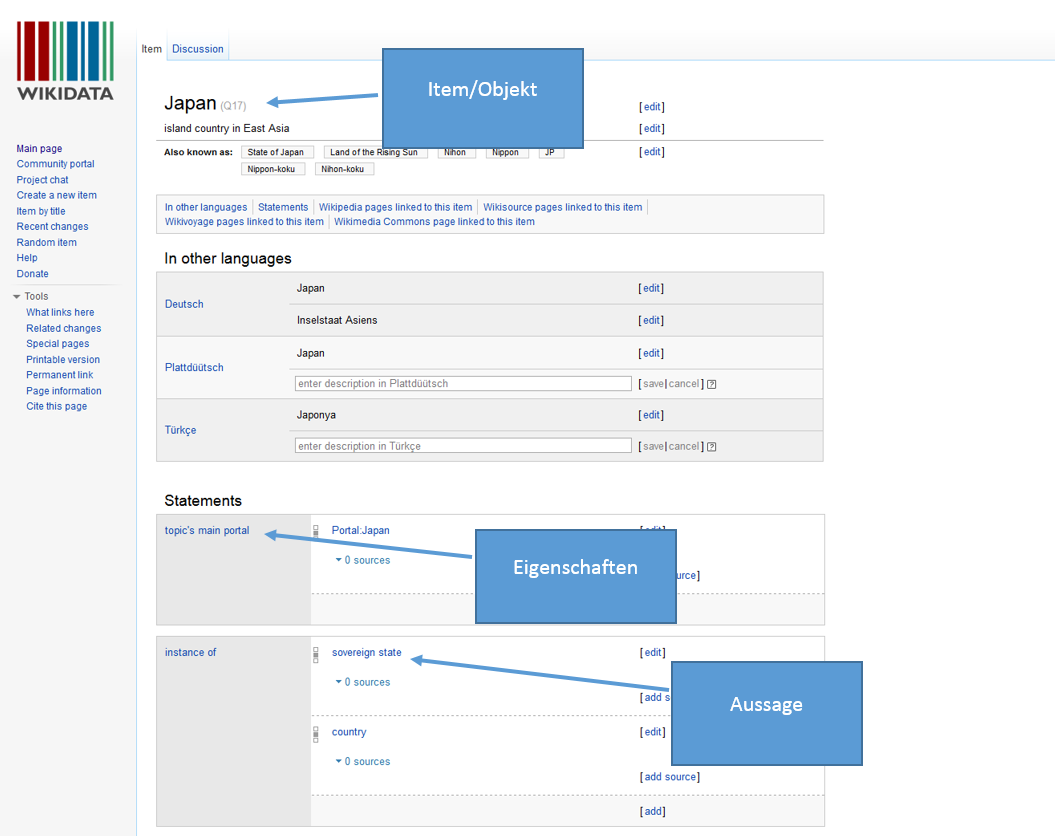 WIKIDATA
Main page
Community portal
Project chat
Create a new item
Item by title
Recent changes
Random item
Help
Donate
Tools
What links here
Related changes
Special pages
Printable version
Permanent link
Page information
Cite this page
Item Discussion
Item/Objekt
Japan (Q17) [edit]
island country in East Asia [edit]
Also known as: State of Japan Land of the Rising Sun Nihon Nippon JP [edit]
Nippon-koku Nihon-koku
In other languages Statements Wikipedia pages linked to this item Wikisource pages linked to this item
Wikivoyage pages linked to this item Wikimedia Commons page linked to this item
In other languages
Deutsch
Japan [edit]
Inselstaat Asiens [edit]
Plattdüütsch
Japan [edit]
enter description in Plattdüütsch [save|cancel] [?]
Türkçe
Japonya [edit]
enter description in Türkçe [save|cancel] [?]
Statements
topic's main portal Portal:Japan [edit]
0 sources
Eigenschaften
urce]
instance of sovereign state [edit]
0 sources
[add s
Aussage
country [edit]
0 sources
[add source]
[add]